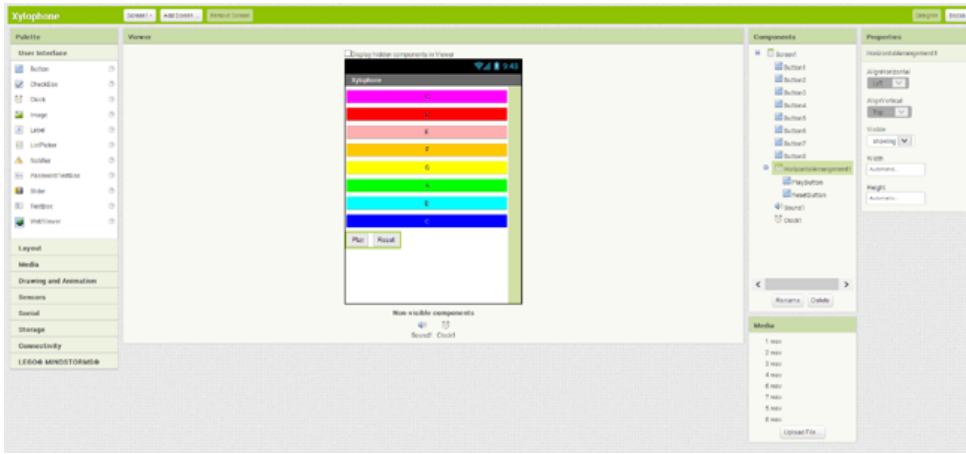 Xylophone
Screen1
Add Screen ...
Remove Screen
Designer
Palette
User Interface
Button
CheckBox
Clock
Image
Label
ListPicker
Notifier
PasswordTextBox
Slider
TextBox
WebViewer
Layout
Media
Drawing and Animation
Sensors
Social
Storage
Connectivity
LEGO® MINDSTORMS®
Viewer
Display hidden components in Viewer
9:48
Xylophone
C
D
E
F
G
A
B
C
Play Reset
Non-visible components
Sound1 Clock1
Components
Screen1
Button1
Button2
Button3
Button4
Button5
Button6
Button7
Button8
HorizontalArrangement1
PlayButton
ResetButton
Sound1
Clock1
Rename Delete
Media
1.wav
2.wav
3.wav
4.wav
6.wav
7.wav
5.wav
8.wav
Upload File ...
Properties
HorizontalArrangement1
AlignHorizontal
Left
AlignVertical
Top
Visible
showing
Width
Automatic...
Height
Automatic...